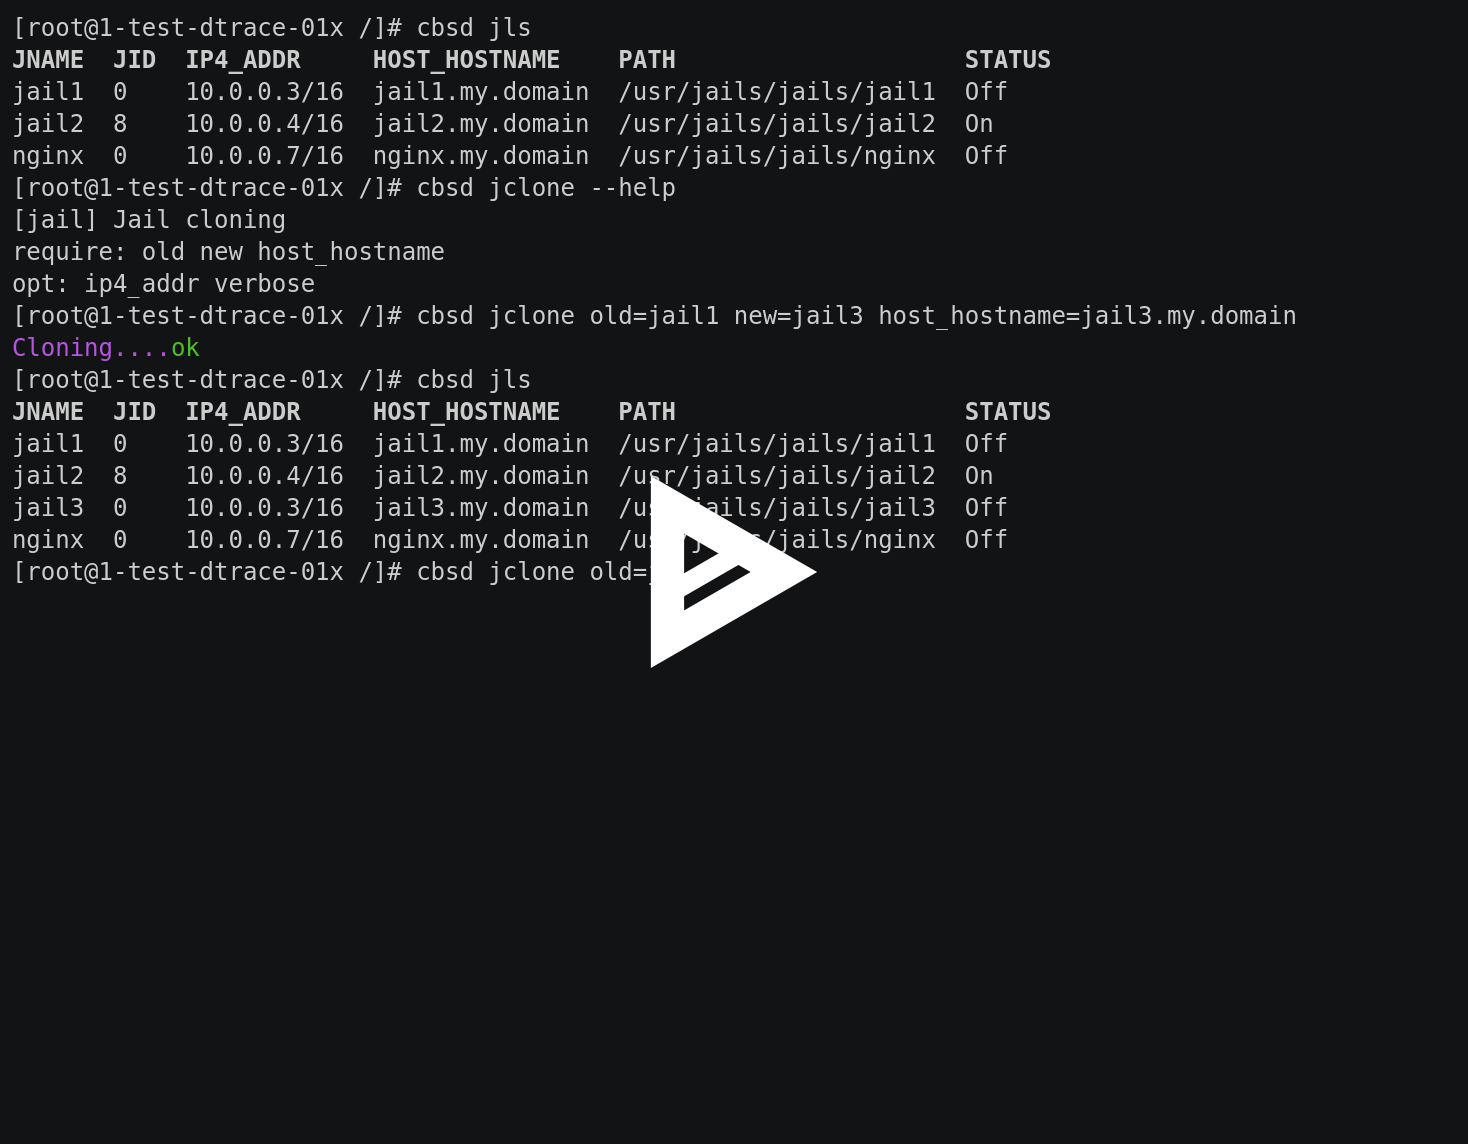 [root@1-test-dtrace-01x /]# cbsd jls
JNAME  JID  IP4_ADDR     HOST_HOSTNAME    PATH                    STATUS
jail1  0    10.0.0.3/16  jail1.my.domain  /usr/jails/jails/jail1  Off
jail2  8    10.0.0.4/16  jail2.my.domain  /usr/jails/jails/jail2  On
nginx  0    10.0.0.7/16  nginx.my.domain  /usr/jails/jails/nginx  Off
[root@1-test-dtrace-01x /]# cbsd jclone --help
[jail] Jail cloning
require: old new host_hostname
opt: ip4_addr verbose
[root@1-test-dtrace-01x /]# cbsd jclone old=jail1 new=jail3 host_hostname=jail3.my.domain
Cloning....ok
[root@1-test-dtrace-01x /]# cbsd jls
JNAME  JID  IP4_ADDR     HOST_HOSTNAME    PATH                    STATUS
jail1  0    10.0.0.3/16  jail1.my.domain  /usr/jails/jails/jail1  Off
jail2  8    10.0.0.4/16  jail2.my.domain  /usr/jails/jails/jail2  On
jail3  0    10.0.0.3/16  jail3.my.domain  /usr/jails/jails/jail3  Off
nginx  0    10.0.0.7/16  nginx.my.domain  /usr/jails/jails/nginx  Off
[root@1-test-dtrace-01x /]# cbsd jclone